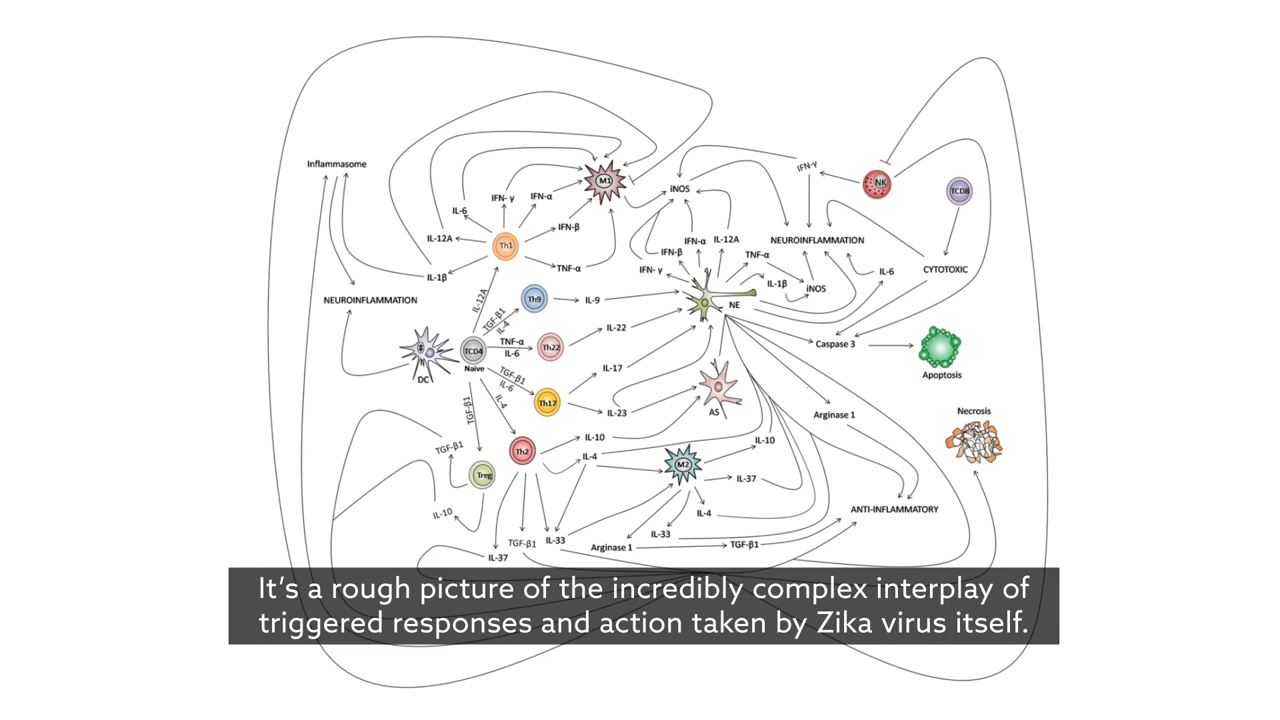 Inflammasome
M1
IFN-γ
NK
TCD8
iNOS
IFN- γ
IFN-α
IL-6
IFN-β
Th1
IL-12A
TNF-α
IL-1β
IFN-α
IL-12A
IFN-β
IFN- γ
NEUROINFLAMMATION
TNF-α
IL-1β
iNOS
IL-6
CYTOTOXIC
NEUROINFLAMMATION
IL-12A
TGF-β1
IL-4
Th9
IL-9
NE
DC
TCD4
Naive
TNF-α
IL-6
Th22
IL-22
Caspase 3
Apoptosis
TGF-β1
IL-6
IL-4
Th17
IL-17
IL-23
AS
Arginase 1
Necrosis
TGF-β1
TGF-β1
Th2
IL-10
IL-4
IL-10
M2
IL-37
Treg
IL-10
IL-4
ANTI-INFLAMMATORY
IL-33
TGF-β1
IL-33
Arginase 1
TGF-β1
IL-37
It's a rough picture of the incredibly complex interplay of
triggered responses and action taken by Zika virus itself.